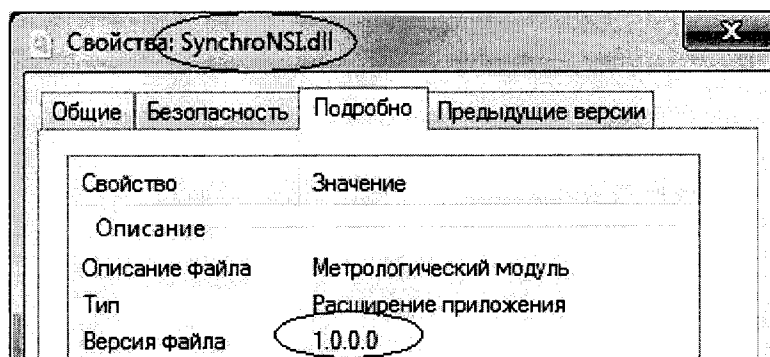 Свойства: SynchroNSI.dll
Общие Безопасность Подробно Предыдущие версии
Свойство Значение
Описание
Описание файла Метрологический модуль
Тип Расширение приложения
Версия файла 1.0.0.0